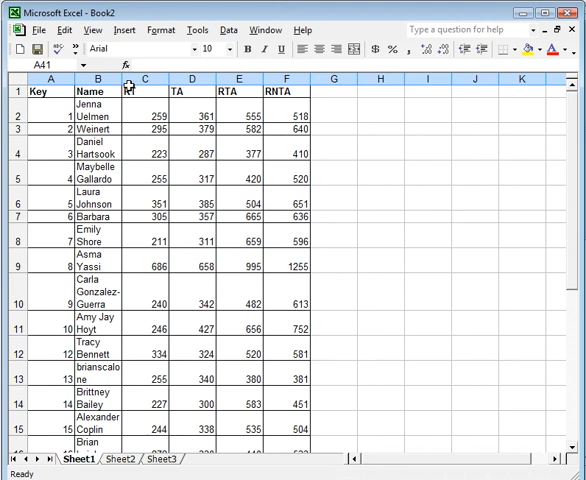 Microsoft Excel - Book2
File Edit View Insert Format Tools Data Window Help Type a question for help
Arial 10 B I U $ %
A41 fx
A B C D E F G H I J K
1 Key Name RT TA RTA RNTA
Jenna
2 1 Uelmen 259 361 555 518
3 2 Weinert 295 379 582 640
Daniel
4 3 Hartsook 223 287 377 410
Maybelle
5 4 Gallardo 255 317 420 520
Laura
6 5 Johnson 351 385 504 651
7 6 Barbara 305 357 665 636
Emily
8 7 Shore 211 311 659 596
Asma
9 8 Yassi 686 658 995 1255
Carla
Gonzalez-
10 9 Guerra 240 342 482 613
Amy Jay
11 10 Hoyt 246 427 656 752
Tracy
12 12 Bennett 334 324 520 581
brianscalo
13 13 ne 255 340 380 381
Brittney
14 14 Bailey 227 300 583 451
Alexander
15 15 Coplin 244 338 535 504
Brian
Sheet1 Sheet2 Sheet3
Ready